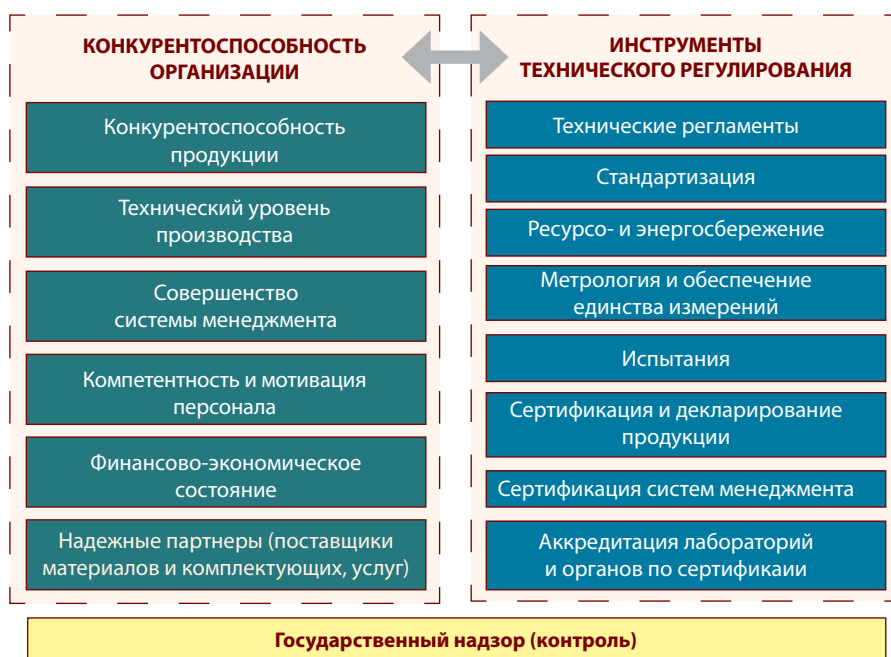 КОНКУРЕНТОСПОСОБНОСТЬ
ОРГАНИЗАЦИИ
Конкурентоспособность
продукции
Технический уровень
производства
Совершенство
системы менеджмента
Компетентность и мотивация
персонала
Финансово-экономическое
состояние
Надежные партнеры (поставщики
материалов и комплектующих, услуг)
ИНСТРУМЕНТЫ
ТЕХНИЧЕСКОГО РЕГУЛИРОВАНИЯ
Технические регламенты
Стандартизация
Ресурсо- и энергосбережение
Метрология и обеспечение
единства измерений
Испытания
Сертификация и декларирование
продукции
Сертификация систем менеджмента
Аккредитация лабораторий
и органов по сертификаии
Государственный надзор (контроль)